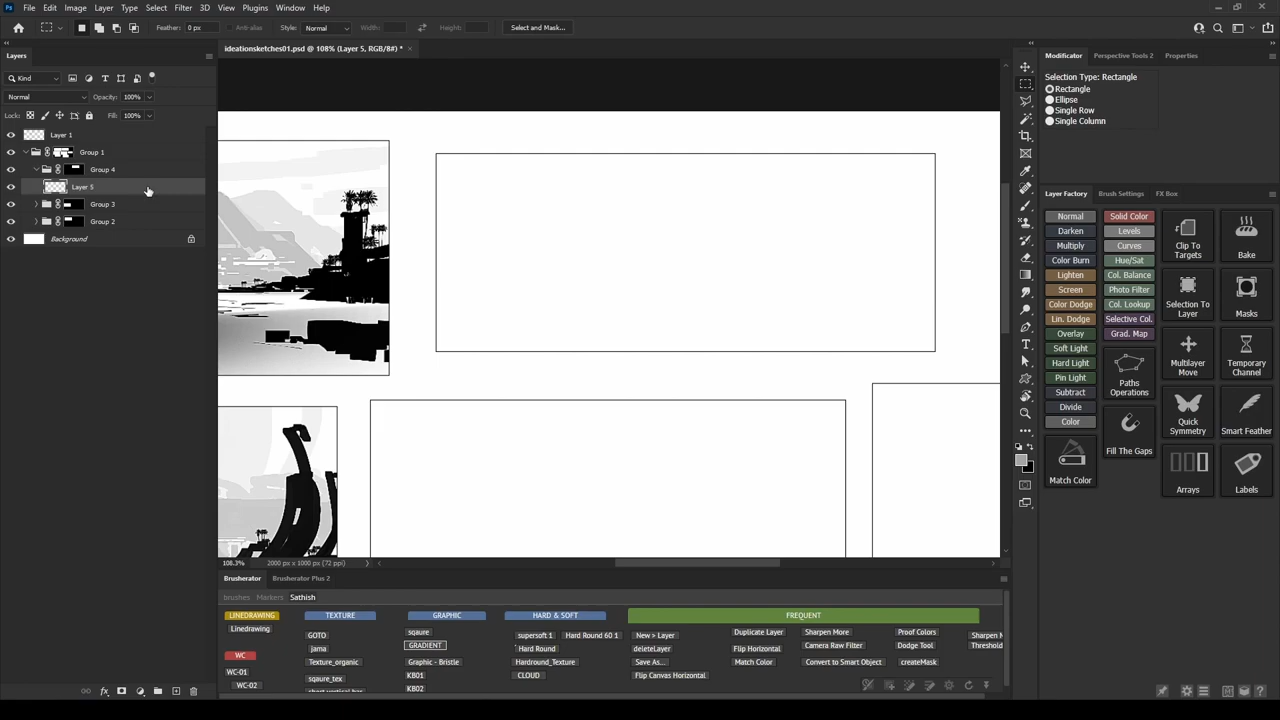 Ps File Edit Image Layer Type Select Filter 3D View Plugins Window Help
Feather: 0 px Anti-alias Style: Normal Width: Height: Select and Mask...
ideationsketches01.psd @ 108% (Layer 5, RGB/8#) * ×
Layers
Kind
Normal Opacity: 100%
Lock: Fill: 100%
Layer 1
Group 1
Group 4
Layer 5
Group 3
Group 2
Background
Modificator Perspective Tools 2 Properties
Selection Type: Rectangle
Rectangle
Ellipse
Single Row
Single Column
Layer Factory Brush Settings FX Box
Normal Solid Color
Darken Levels
Multiply Curves
Color Burn Hue/Sat
Lighten Col. Balance
Screen Photo Filter
Color Dodge Col. Lookup
Lin. Dodge Selective Col.
Overlay Grad. Map
Soft Light
Hard Light
Pin Light
Subtract
Divide
Color
Paths Operations
Match Color
Fill The Gaps
Clip To Targets Bake
Selection To Layer Masks
Multilayer Move Temporary Channel
Quick Symmetry Smart Feather
Arrays Labels
108.3% 2000 px x 1000 px (72 ppi)
Brusherator Brusherator Plus 2
brushes Markers Sathish
LINEDRAWING TEXTURE GRAPHIC HARD & SOFT FREQUENT
Linedrawing GOTO sqaure supersoft 1 Hard Round 60 1 New > Layer Duplicate Layer Sharpen More Proof Colors Sharpen M
jama GRADIENT Hard Round deleteLayer Flip Horizontal Camera Raw Filter Dodge Tool Threshold
WC Texture_organic Graphic - Bristle Hardround_Texture Save As... Match Color Convert to Smart Object createMask
WC-01 sqaure_tex KB01 CLOUD Flip Canvas Horizontal
WC-02 short vertical bar KB02